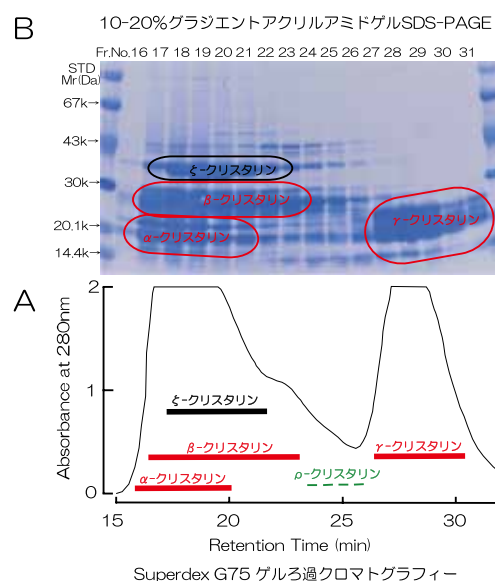 B
10-20%グラジエントアクリルアミドゲルSDS-PAGE
Fr.No. 16 17 18 19 20 21 22 23 24 25 26 27 28 29 30 31
STD
Mr(Da)
67k→
43k→
30k→
20.1k→
14.4k→
ξ-クリスタリン
β-クリスタリン
α-クリスタリン
γ-クリスタリン
A
Absorbance at 280nm
2
1
0
ξ-クリスタリン
β-クリスタリン
γ-クリスタリン
α-クリスタリン
ρ-クリスタリン
15 20 25 30
Retention Time (min)
Superdex G75 ゲルろ過クロマトグラフィー